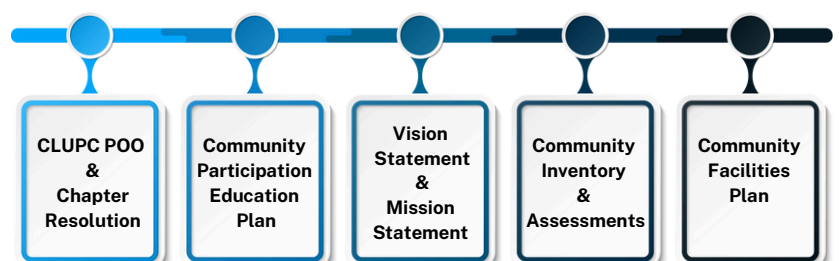 CLUPC POO
&
Chapter
Resolution
Community
Participation
Education
Plan
Vision
Statement
&
Mission
Statement
Community
Inventory
&
Assessments
Community
Facilities
Plan